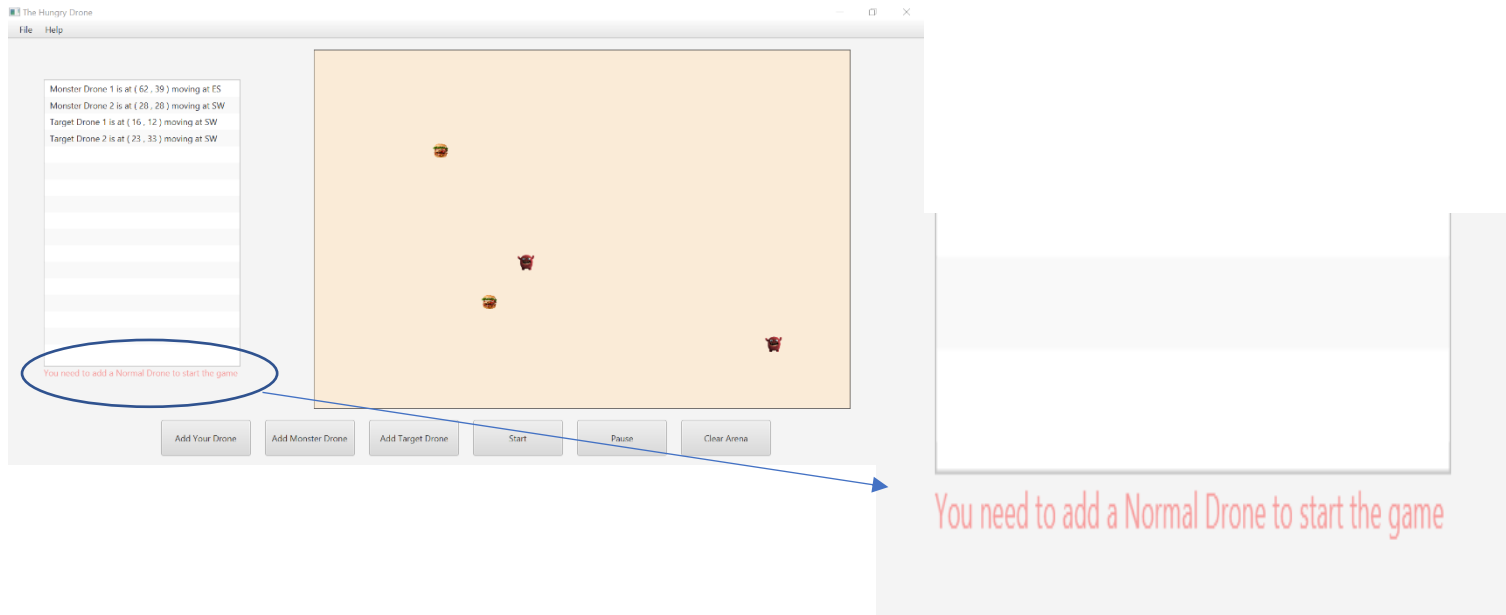 The Hungry Drone
File Help
Monster Drone 1 is at ( 62 , 39 ) moving at ES
Monster Drone 2 is at ( 28 , 28 ) moving at SW
Target Drone 1 is at ( 16 , 12 ) moving at SW
Target Drone 2 is at ( 23 , 33 ) moving at SW
You need to add a Normal Drone to start the game
Add Your Drone Add Monster Drone Add Target Drone Start Pause Clear Arena
You need to add a Normal Drone to start the game